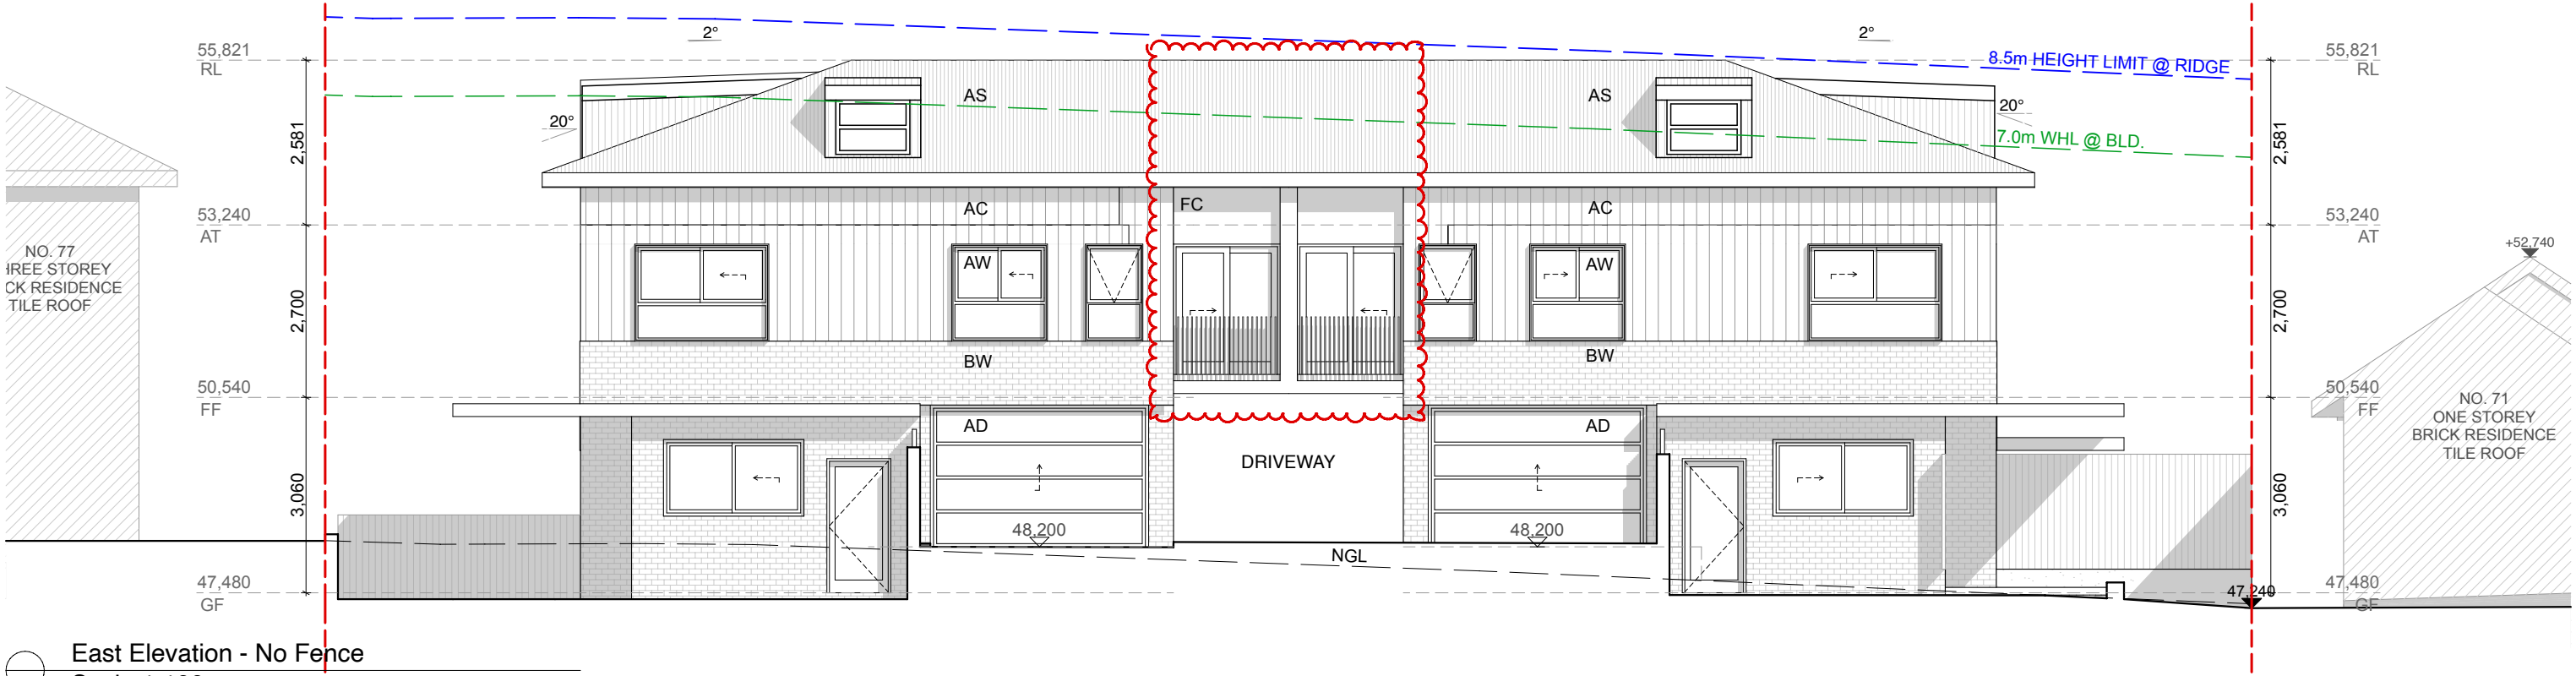 2°
2°
55,821
RL
8.5m HEIGHT LIMIT @ RIDGE
55,821
RL
AS
AS
20°
20°
2,581
7.0m WHL @ BLD.
2,581
53,240
AT
AC
FC
AC
53,240
AT
NO. 77
HREE STOREY
CK RESIDENCE
TILE ROOF
+52,740
AW
AW
2,700
2,700
BW
BW
50,540
FF
50,540
FF
NO. 71
ONE STOREY
BRICK RESIDENCE
TILE ROOF
AD
AD
DRIVEWAY
3,060
3,060
48,200
48,200
NGL
47,480
GF
47,240
47,480
GF
East Elevation - No Fence